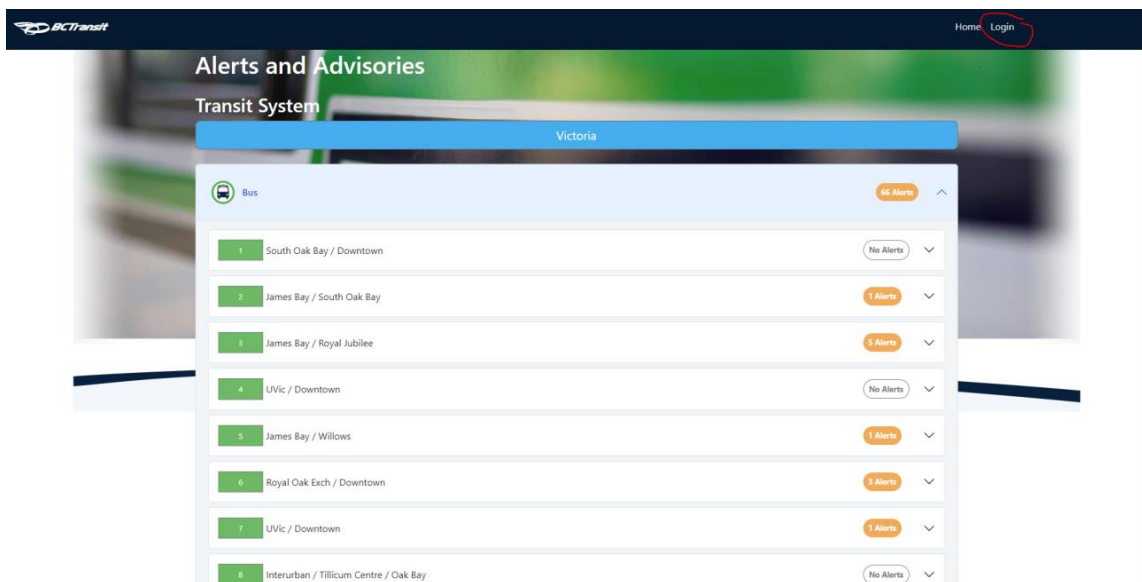 BCTransit
Home Login
Alerts and Advisories
Transit System
Victoria
Bus 66 Alerts
1 South Oak Bay / Downtown No Alerts
2 James Bay / South Oak Bay 1 Alerts
3 James Bay / Royal Jubilee 5 Alerts
4 UVic / Downtown No Alerts
5 James Bay / Willows 1 Alerts
6 Royal Oak Exch / Downtown 3 Alerts
7 UVic / Downtown 1 Alerts
8 Interurban / Tillicum Centre / Oak Bay No Alerts